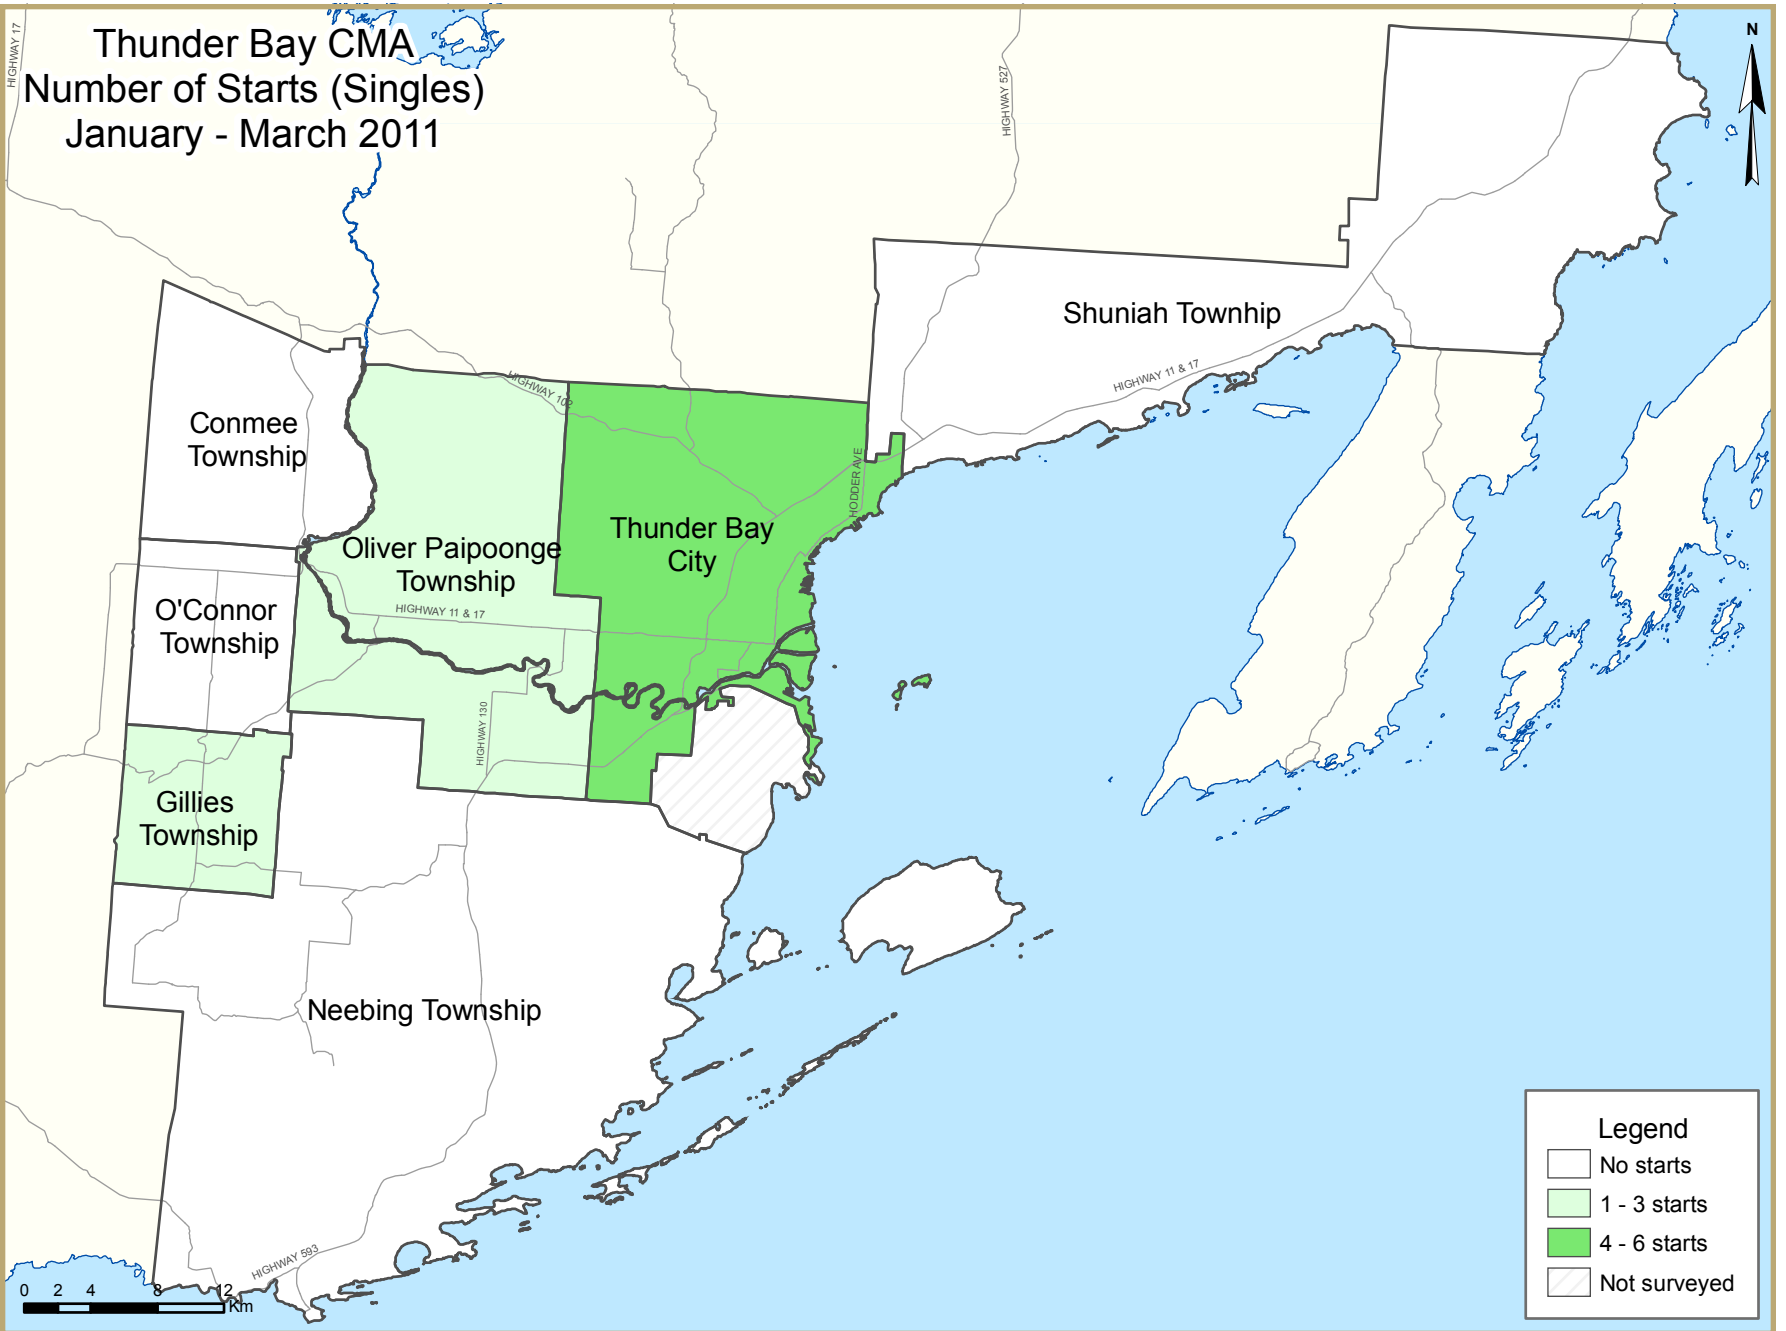 Thunder Bay CMA
Number of Starts (Singles)
January - March 2011
N
HIGHWAY 17
HIGHWAY 527
Shuniah Townhip
HIGHWAY 11 & 17
HIGHWAY 102
Conmee
Township
HODDER AVE
Thunder Bay
City
Oliver Paipoonge
Township
O'Connor
Township
HIGHWAY 11 & 17
HIGHWAY 130
Gillies
Township
Neebing Township
HIGHWAY 593
0 2 4 8 12
Km
Legend
No starts
1 - 3 starts
4 - 6 starts
Not surveyed